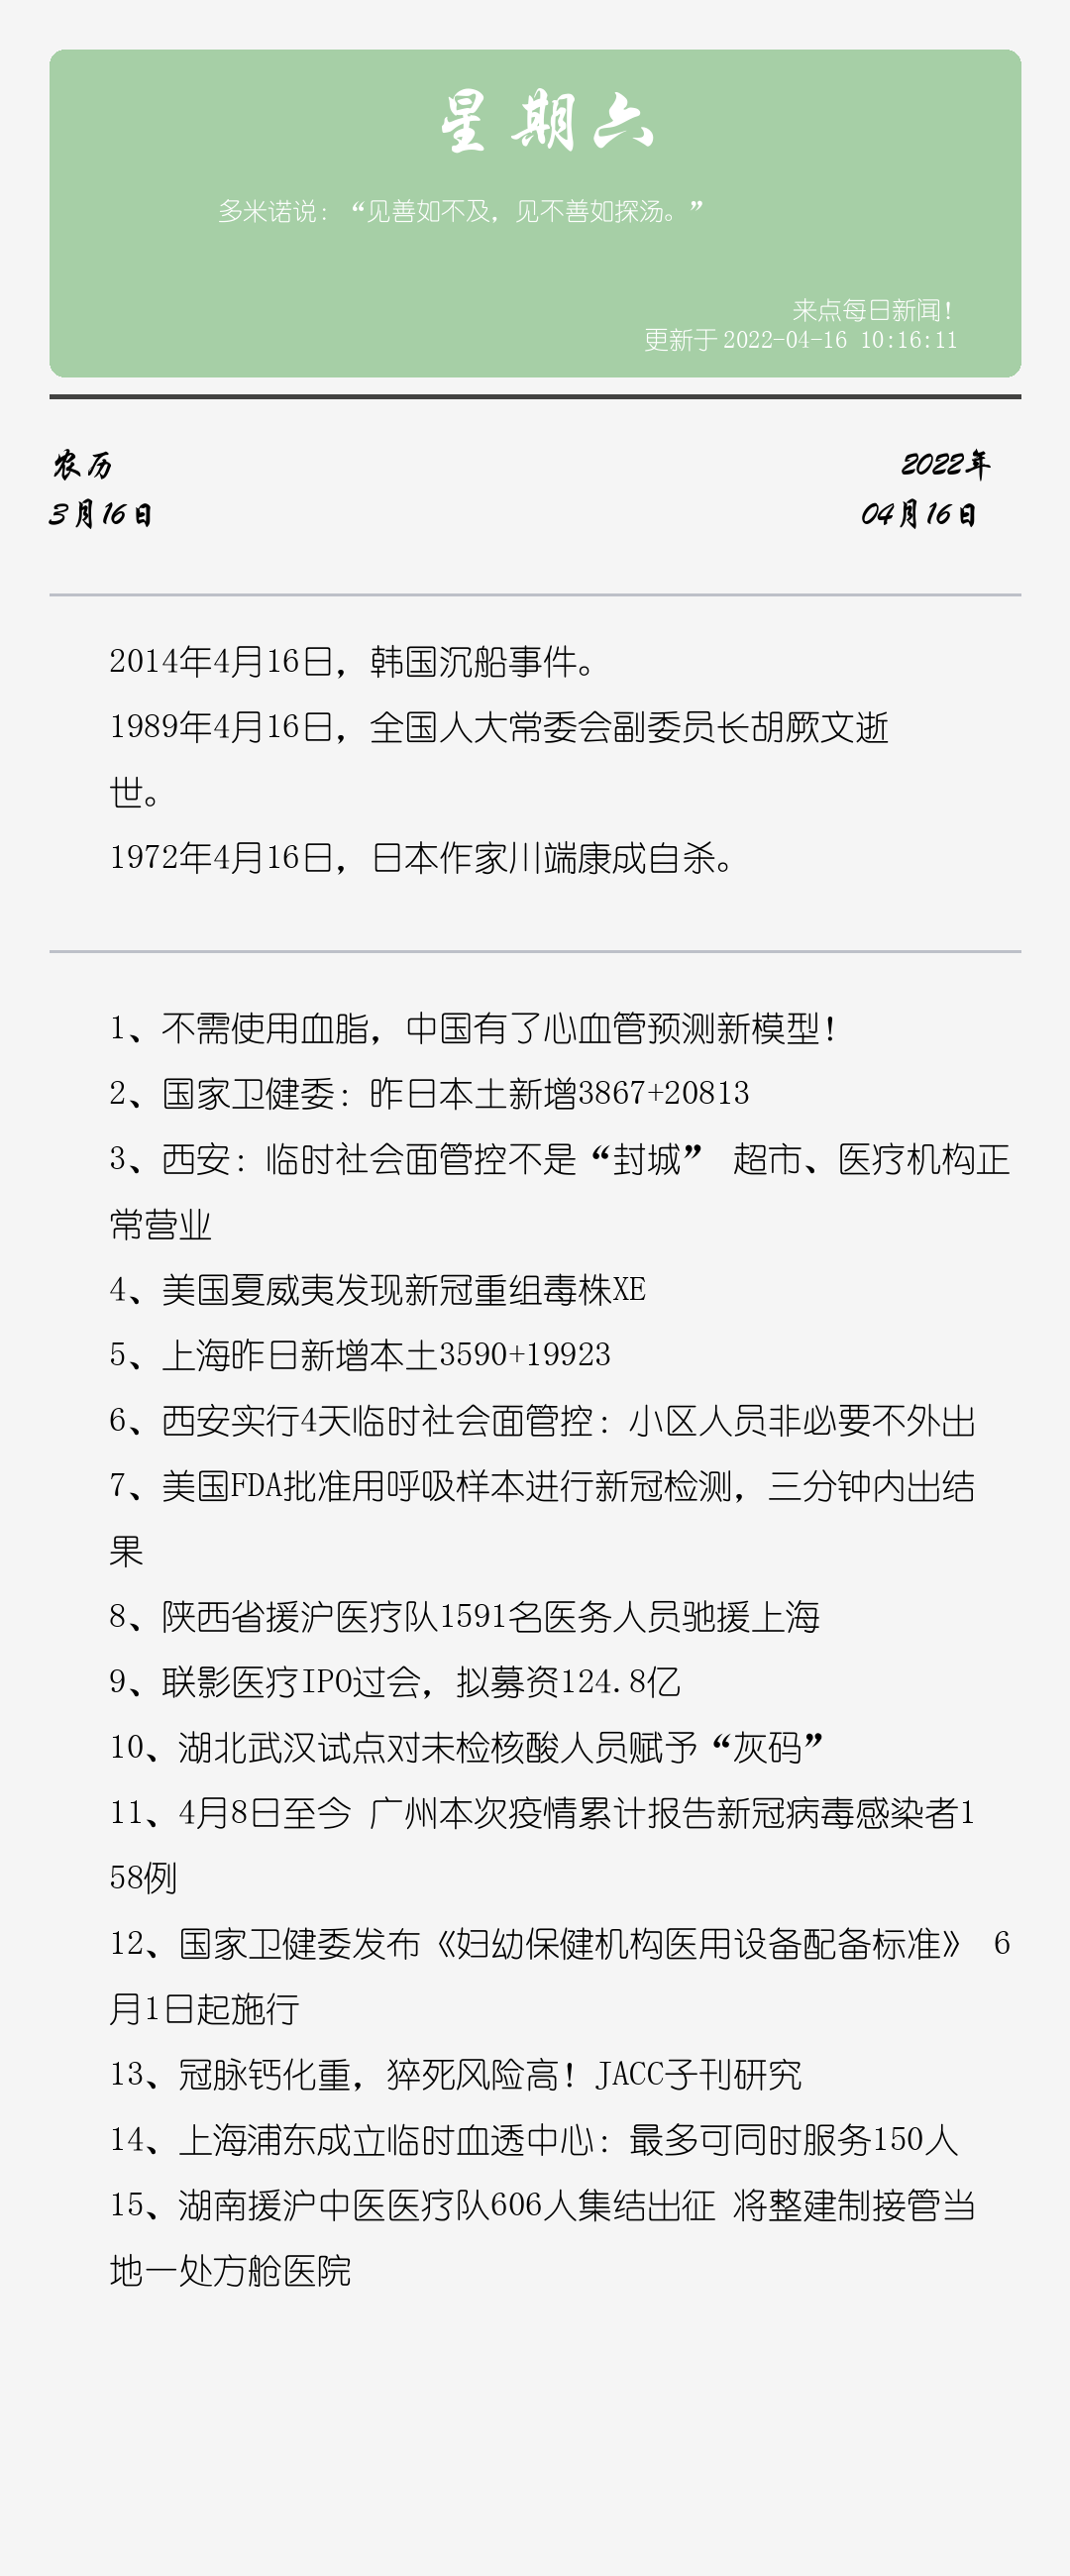 星期六
多米诺说：“见善如不及，见不善如探汤。”
来点每日新闻！
更新于 2022-04-16 10:16:11
农历
2022年
3月16日
04月16日
2014年4月16日，韩国沉船事件。
1989年4月16日，全国人大常委会副委员长胡厥文逝
世。
1972年4月16日，日本作家川端康成自杀。
1、不需使用血脂，中国有了心血管预测新模型！
2、国家卫健委：昨日本土新增3867+20813
3、西安：临时社会面管控不是“封城” 超市、医疗机构正
常营业
4、美国夏威夷发现新冠重组毒株XE
5、上海昨日新增本土3590+19923
6、西安实行4天临时社会面管控：小区人员非必要不外出
7、美国FDA批准用呼吸样本进行新冠检测，三分钟内出结
果
8、陕西省援沪医疗队1591名医务人员驰援上海
9、联影医疗IPO过会，拟募资124.8亿
10、湖北武汉试点对未检核酸人员赋予“灰码”
11、4月8日至今 广州本次疫情累计报告新冠病毒感染者1
58例
12、国家卫健委发布《妇幼保健机构医用设备配备标准》 6
月1日起施行
13、冠脉钙化重，猝死风险高！JACC子刊研究
14、上海浦东成立临时血透中心：最多可同时服务150人
15、湖南援沪中医医疗队606人集结出征 将整建制接管当
地一处方舱医院